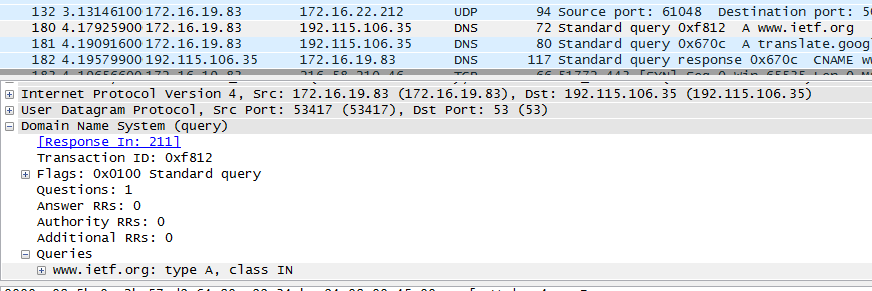 132 3.13146100 172.16.19.83 172.16.22.212 UDP 94 Source port: 61048 Destination port:
180 4.17925900 172.16.19.83 192.115.106.35 DNS 72 Standard query 0xf812 A www.ietf.org
181 4.19091600 172.16.19.83 192.115.106.35 DNS 80 Standard query 0x670c A translate.goog
182 4.19579900 192.115.106.35 172.16.19.83 DNS 117 Standard query response 0x670c CNAME
Internet Protocol Version 4, Src: 172.16.19.83 (172.16.19.83), Dst: 192.115.106.35 (192.115.106.35)
User Datagram Protocol, Src Port: 53417 (53417), Dst Port: 53 (53)
Domain Name System (query)
[Response In: 211]
Transaction ID: 0xf812
Flags: 0x0100 Standard query
Questions: 1
Answer RRs: 0
Authority RRs: 0
Additional RRs: 0
Queries
www.ietf.org: type A, class IN